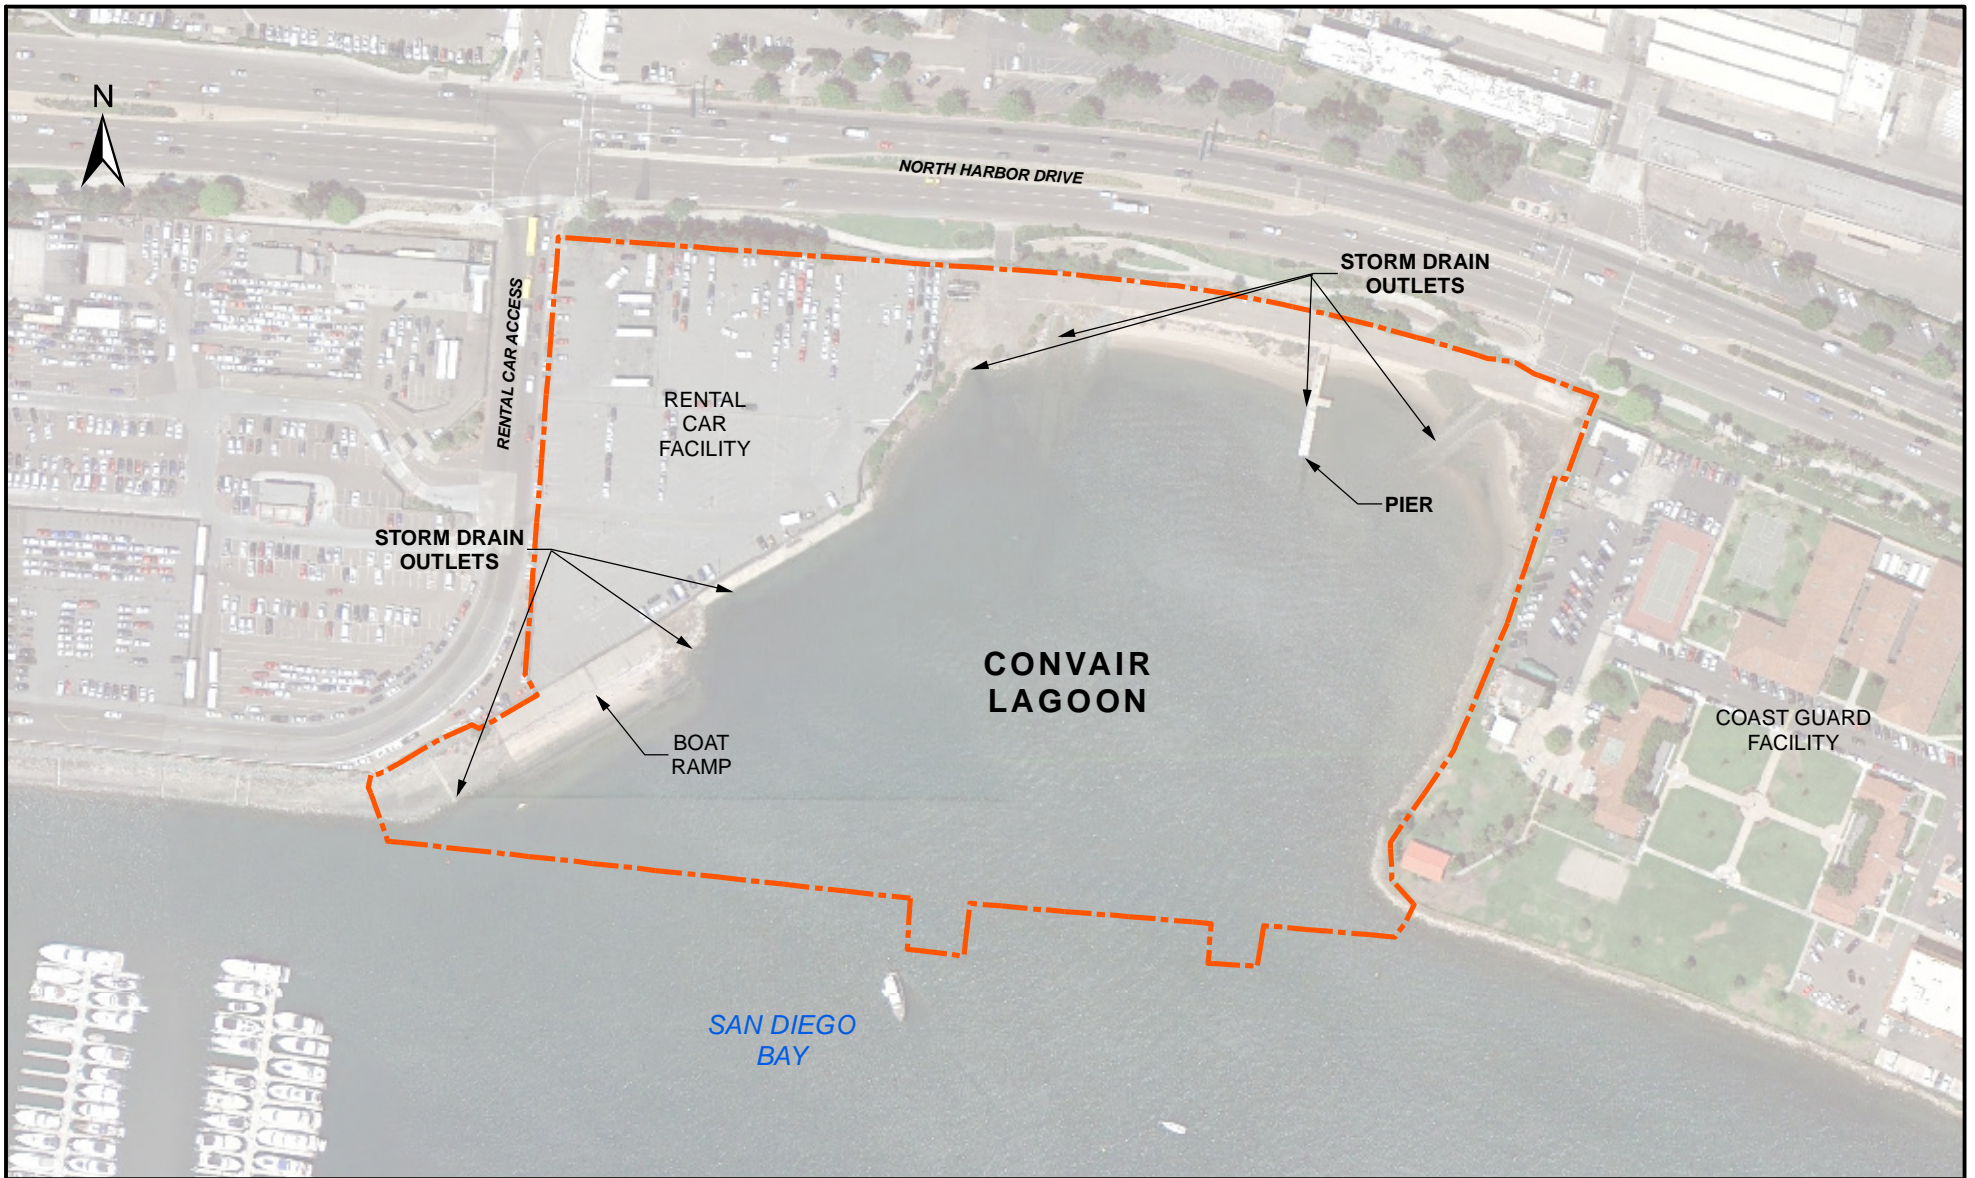 N
NORTH HARBOR DRIVE
STORM DRAIN
OUTLETS
RENTAL CAR ACCESS
RENTAL
CAR
FACILITY
PIER
STORM DRAIN
OUTLETS
CONVAIR
LAGOON
COAST GUARD
FACILITY
BOAT
RAMP
SAN DIEGO
BAY